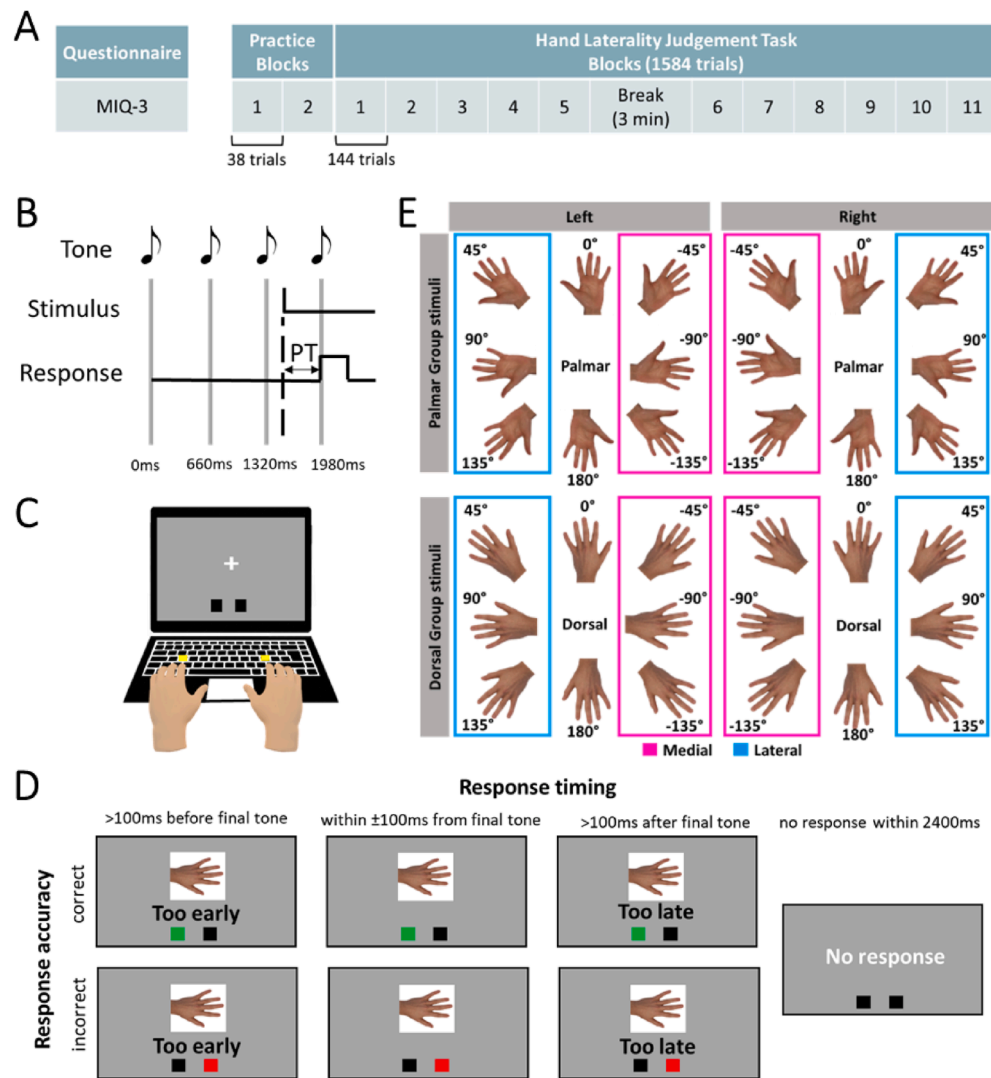 A
Questionnaire
MIQ-3
Practice
Blocks
Hand Laterality Judgement Task
Blocks (1584 trials)
1 2 1 2 3 4 5 Break (3 min) 6 7 8 9 10 11
38 trials 144 trials
B
Tone
Stimulus
Response
PT
0ms 660ms 1320ms 1980ms
C
E
Left Right
Palmar Group stimuli
45° 0° -45° -45° 0° 45°
90° Palmar -90° -90° Palmar 90°
135° 180° -135° -135° 180° 135°
Dorsal Group stimuli
45° 0° -45° -45° 0° 45°
90° Dorsal -90° -90° Dorsal 90°
135° 180° -135° -135° 180° 135°
Medial Lateral
D
Response timing
>100ms before final tone within ±100ms from final tone >100ms after final tone no response within 2400ms
Response accuracy
correct
Too early Too late
No response
incorrect
Too early Too late